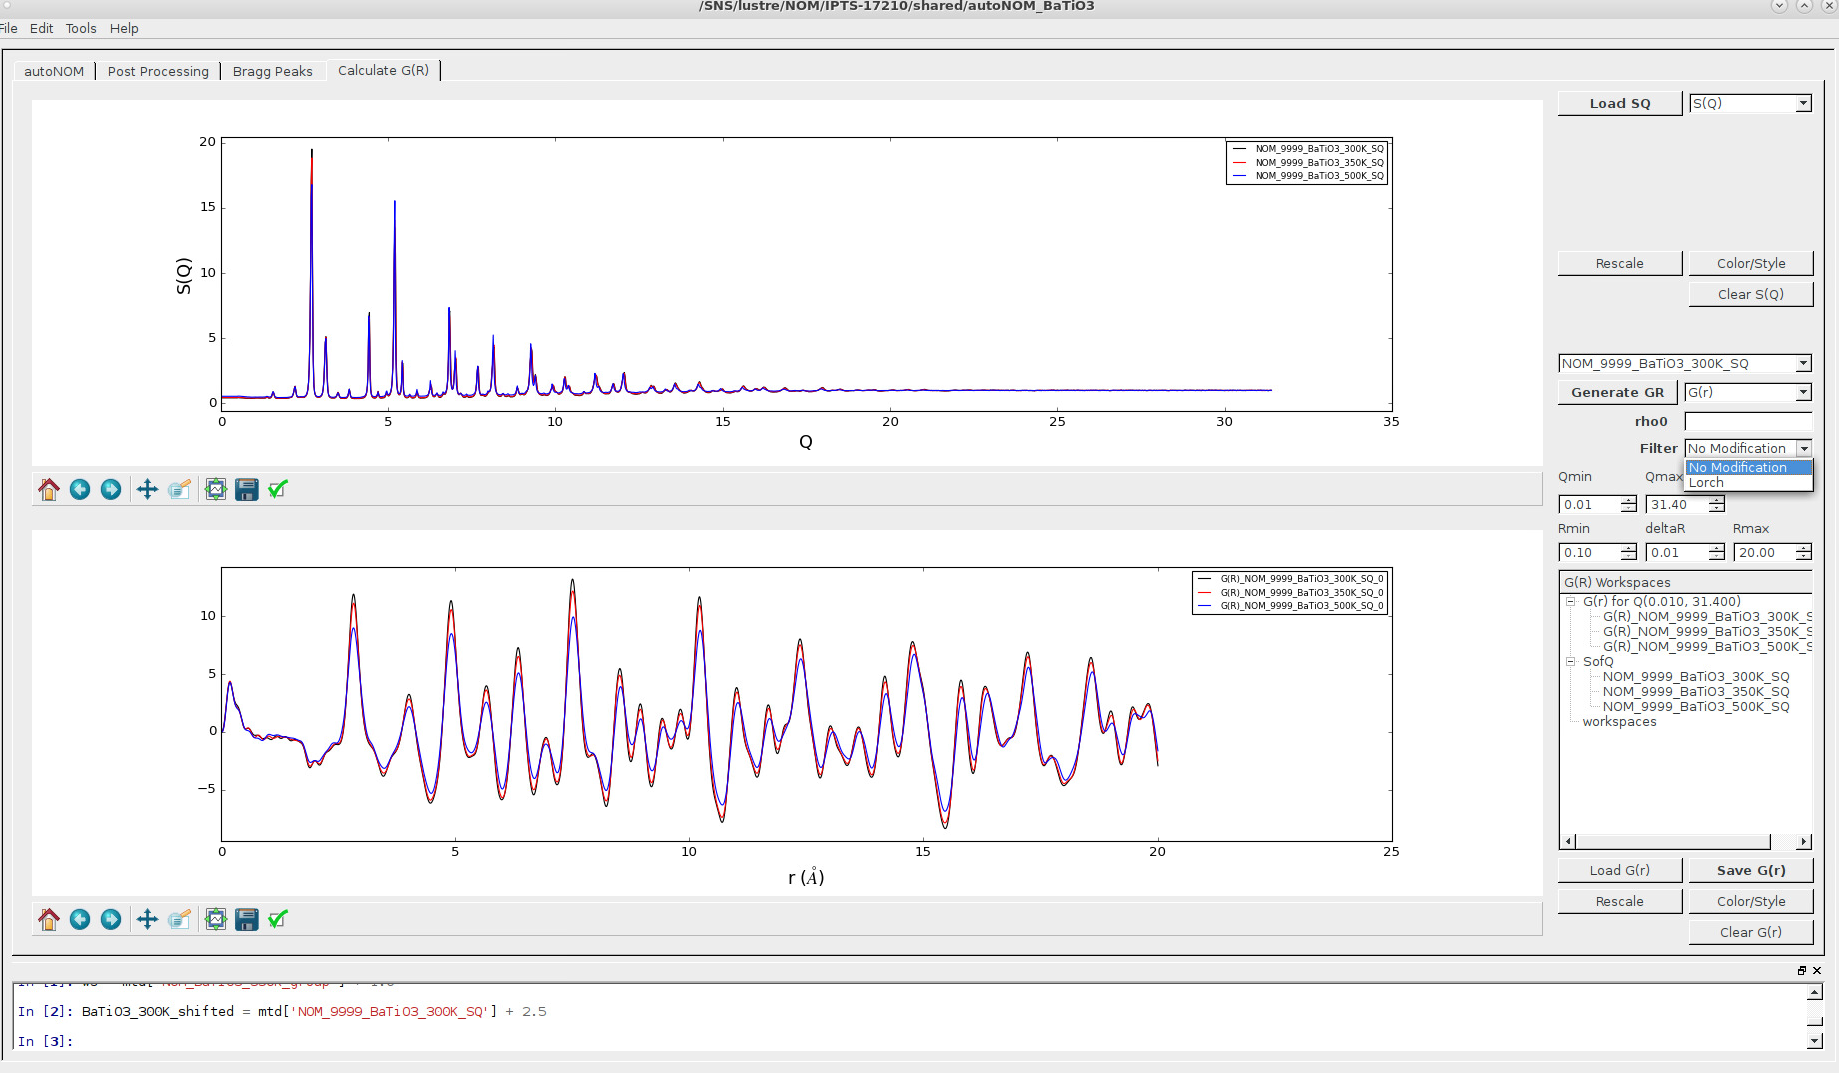 /SNS/lustre/NOM/IPTS-17210/shared/autoNOM_BaTiO3
File Edit Tools Help
autoNOM Post Processing Bragg Peaks Calculate G(R)
Load SQ S(Q)
20
15
10
5
0
S(Q)
0 5 10 15 20 25 30 35
Q
NOM_9999_BaTiO3_300K_SQ
NOM_9999_BaTiO3_350K_SQ
NOM_9999_BaTiO3_500K_SQ
Rescale Color/Style
Clear S(Q)
NOM_9999_BaTiO3_300K_SQ
Generate GR G(r)
rho0
Filter No Modification
No Modification
Lorch
Qmin Qmax
0.01 31.40
Rmin deltaR Rmax
0.10 0.01 20.00
10
5
0
−5
0 5 10 15 20 25
r (Å)
G(R)_NOM_9999_BaTiO3_300K_SQ_0
G(R)_NOM_9999_BaTiO3_350K_SQ_0
G(R)_NOM_9999_BaTiO3_500K_SQ_0
G(R) Workspaces
G(r) for Q(0.010, 31.400)
G(R)_NOM_9999_BaTiO3_300K_S
G(R)_NOM_9999_BaTiO3_350K_S
G(R)_NOM_9999_BaTiO3_500K_S
SofQ
NOM_9999_BaTiO3_300K_SQ
NOM_9999_BaTiO3_350K_SQ
NOM_9999_BaTiO3_500K_SQ
workspaces
Load G(r) Save G(r)
Rescale Color/Style
Clear G(r)
In [2]: BaTiO3_300K_shifted = mtd['NOM_9999_BaTiO3_300K_SQ'] + 2.5
In [3]: